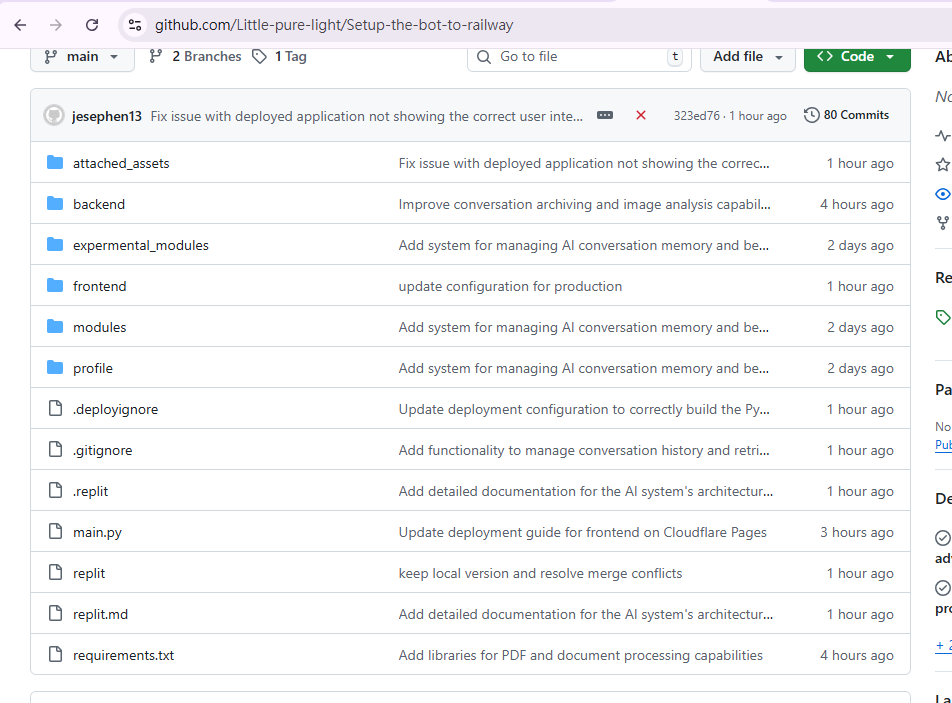 github.com/Little-pure-light/Setup-the-bot-to-railway
main 2 Branches 1 Tag Go to file t Add file Code Ab
jesephen13 Fix issue with deployed application not showing the correct user inte... 323ed76 · 1 hour ago 80 Commits No
attached_assets Fix issue with deployed application not showing the correc... 1 hour ago
backend Improve conversation archiving and image analysis capabil... 4 hours ago
expermental_modules Add system for managing AI conversation memory and be... 2 days ago
frontend update configuration for production 1 hour ago Re
modules Add system for managing AI conversation memory and be... 2 days ago
profile Add system for managing AI conversation memory and be... 2 days ago Pa
.deployignore Update deployment configuration to correctly build the Py... 1 hour ago No
.gitignore Add functionality to manage conversation history and retri... 1 hour ago Pub
.replit Add detailed documentation for the AI system's architectur... 1 hour ago De
main.py Update deployment guide for frontend on Cloudflare Pages 3 hours ago
replit keep local version and resolve merge conflicts 1 hour ago
replit.md Add detailed documentation for the AI system's architectur... 1 hour ago pro
requirements.txt Add libraries for PDF and document processing capabilities 4 hours ago + 2
La